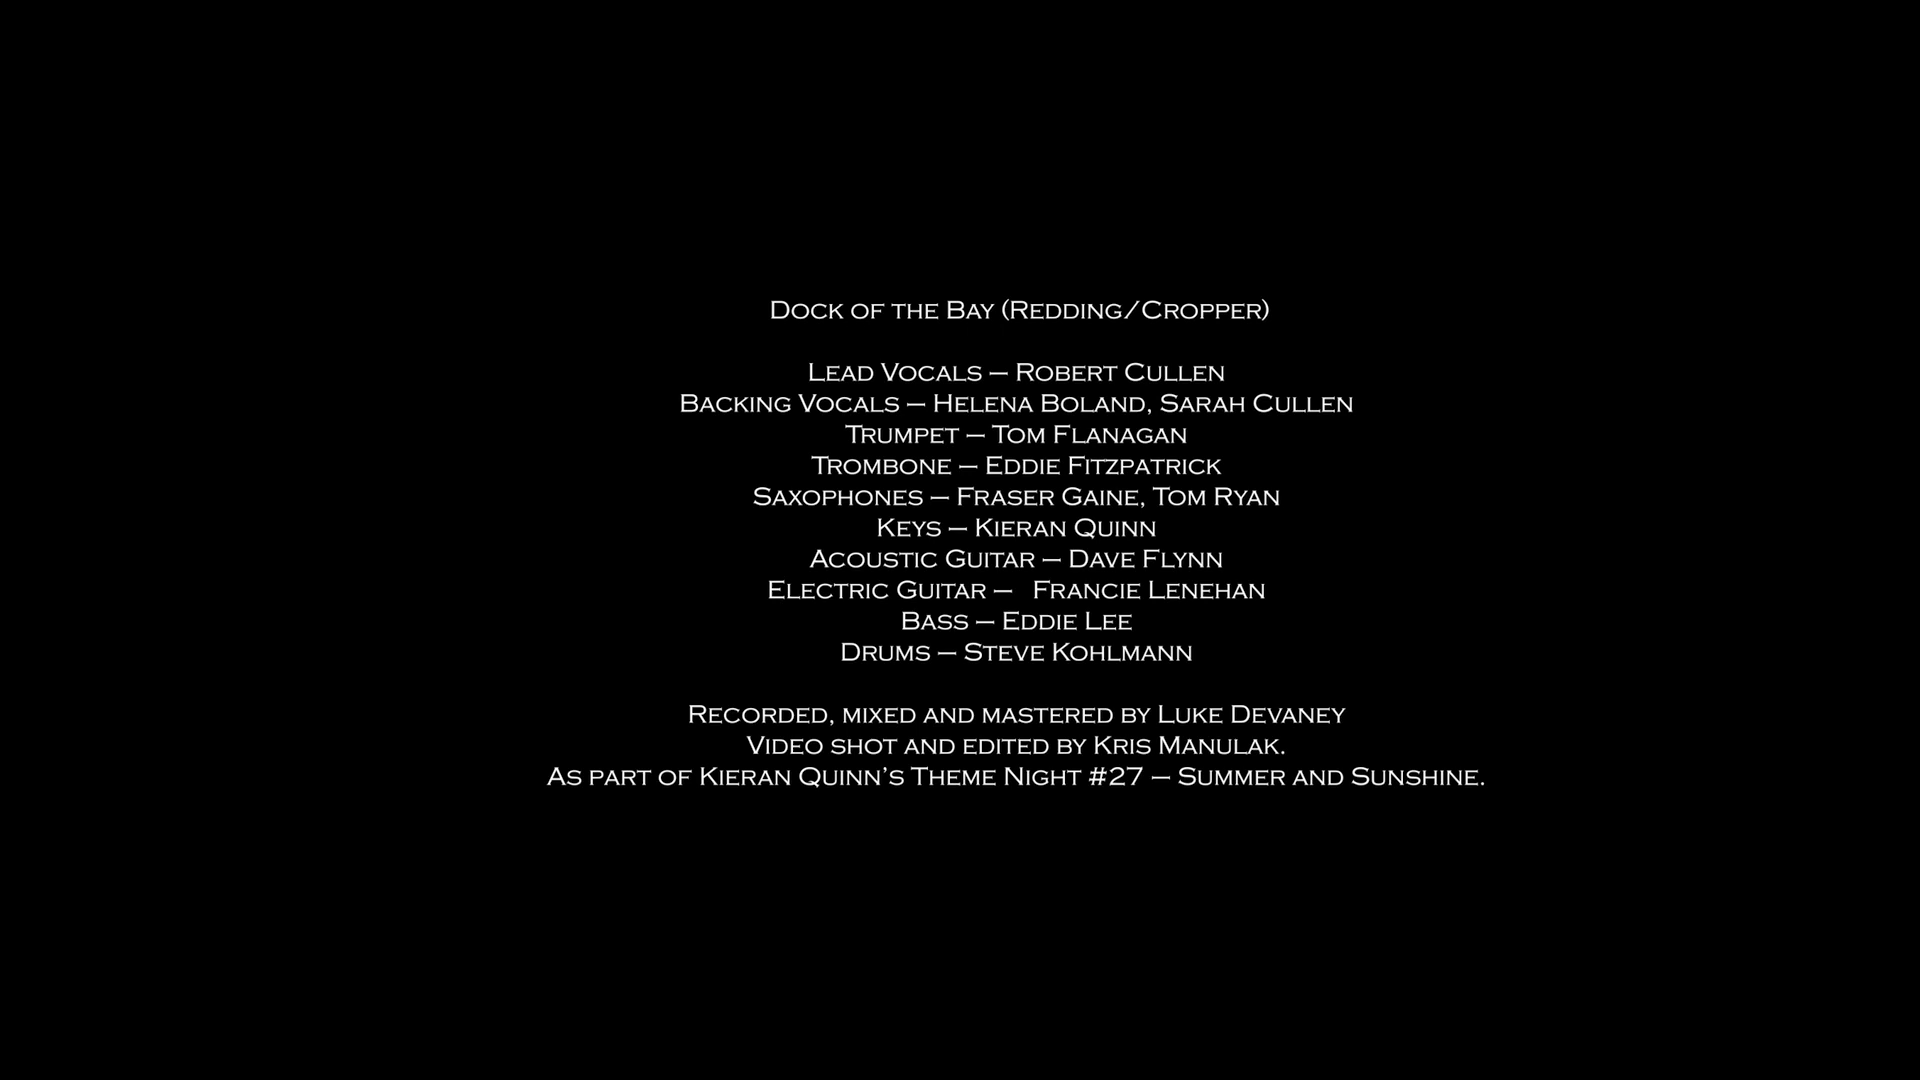 Dock of the Bay (Redding/Cropper)
Lead Vocals – Robert Cullen
Backing Vocals – Helena Boland, Sarah Cullen
Trumpet – Tom Flanagan
Trombone – Eddie Fitzpatrick
Saxophones – Fraser Gaine, Tom Ryan
Keys – Kieran Quinn
Acoustic Guitar – Dave Flynn
Electric Guitar –  Francie Lenehan
Bass – Eddie Lee
Drums – Steve Kohlmann
Recorded, mixed and mastered by Luke Devaney
Video shot and edited by Kris Manulak.
As part of Kieran Quinn’s Theme Night #27 – Summer and Sunshine.